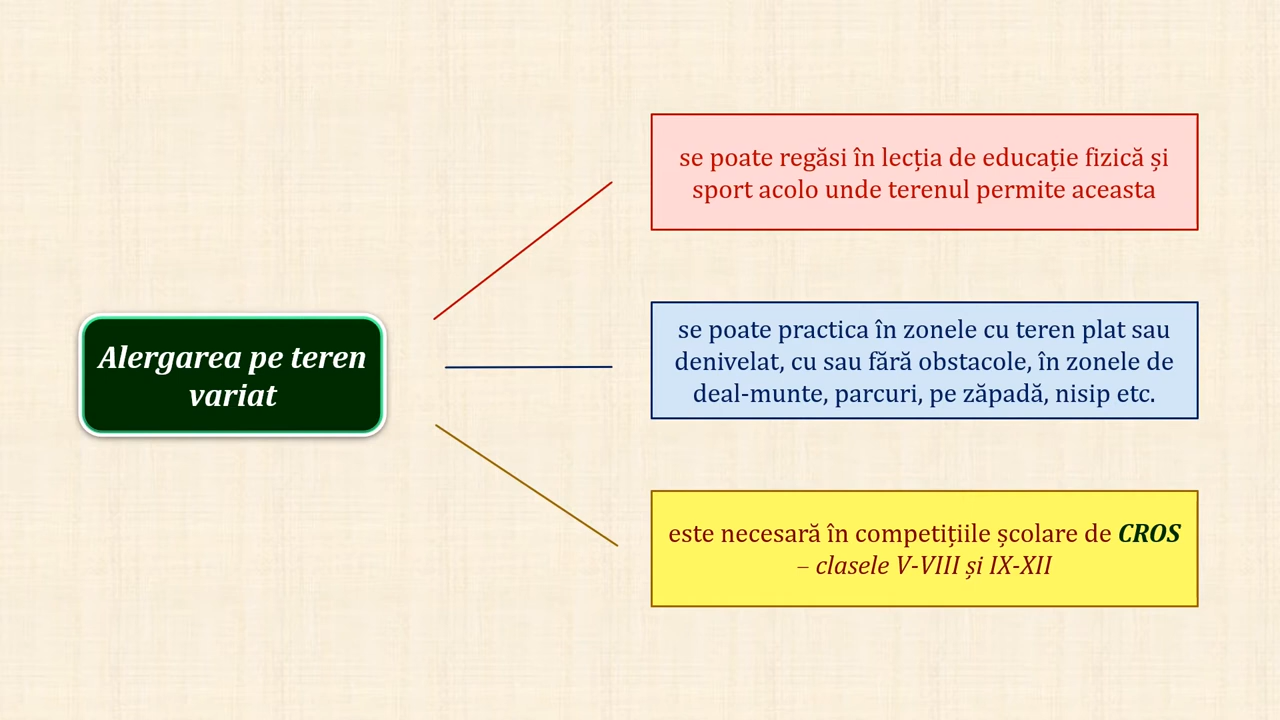 Alergarea pe teren
variat
se poate regăsi în lecția de educație fizică și
sport acolo unde terenul permite aceasta
se poate practica în zonele cu teren plat sau
denivelat, cu sau fără obstacole, în zonele de
deal-munte, parcuri, pe zăpadă, nisip etc.
este necesară în competițiile școlare de CROS
– clasele V-VIII și IX-XII